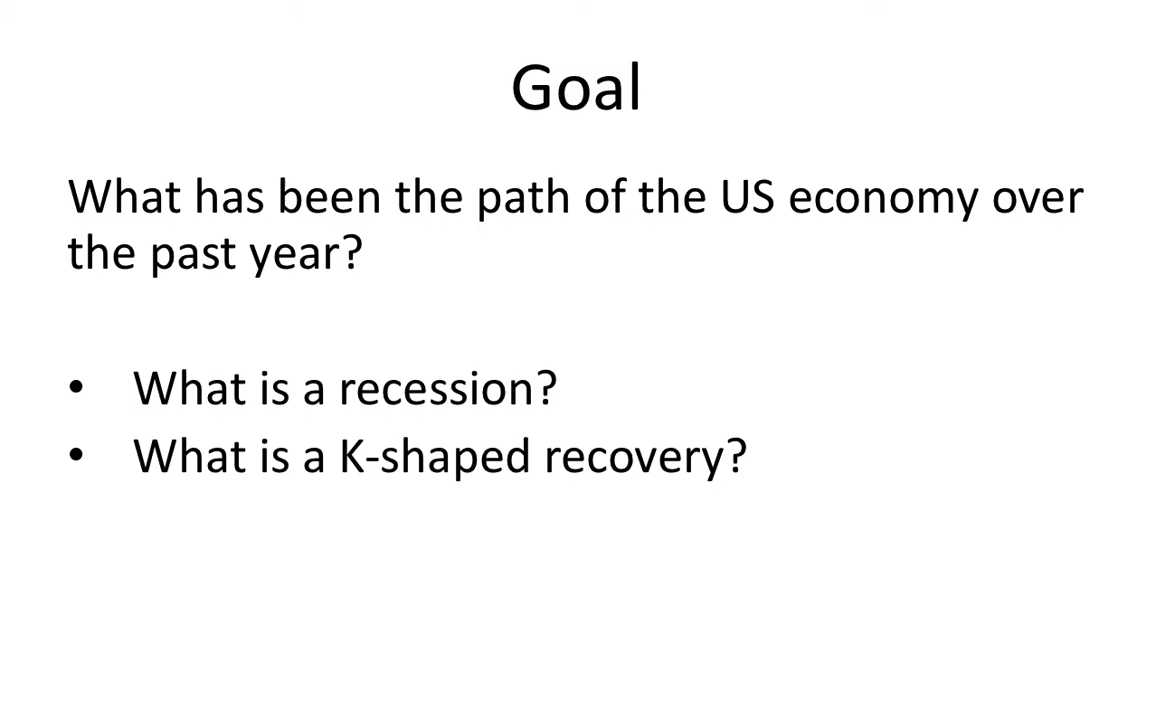 Goal
What has been the path of the US economy over
the past year?
• What is a recession?
• What is a K-shaped recovery?